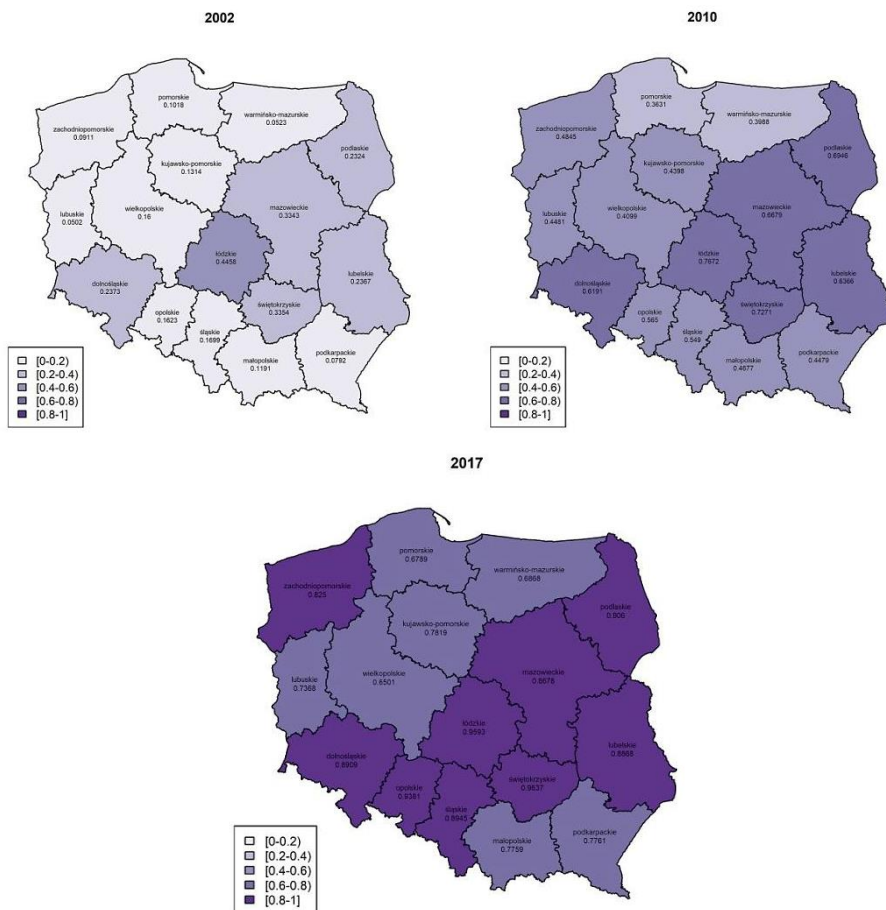 2002
pomorskie
0.1018
warmińsko-mazurskie
0.0523
zachodniopomorskie
0.0911
podlaskie
0.2324
kujawsko-pomorskie
0.1314
mazowieckie
0.3343
wielkopolskie
0.16
lubuskie
0.0502
łódzkie
0.4458
lubelskie
0.2367
dolnośląskie
0.2373
świętokrzyskie
0.3354
opolskie
0.1623
śląskie
0.1699
małopolskie
0.1191
podkarpackie
0.0792
[0-0.2)
[0.2-0.4)
[0.4-0.6)
[0.6-0.8)
[0.8-1]
2010
pomorskie
0.3631
warmińsko-mazurskie
0.3988
zachodniopomorskie
0.4845
podlaskie
0.6946
kujawsko-pomorskie
0.4398
mazowieckie
0.6679
wielkopolskie
0.4099
lubuskie
0.4461
łódzkie
0.7672
lubelskie
dolnośląskie
0.6191
świętokrzyskie
0.7271
opolskie
0.565
śląskie
0.549
małopolskie
0.4677
podkarpackie
0.4479
[0-0.2)
[0.2-0.4)
[0.4-0.6)
[0.6-0.8)
[0.8-1]
2017
pomorskie
0.6789
warmińsko-mazurskie
0.6868
zachodniopomorskie
0.825
podlaskie
0.906
kujawsko-pomorskie
0.7819
mazowieckie
0.8678
wielkopolskie
0.6501
lubuskie
0.7368
łódzkie
0.9593
lubelskie
0.8868
dolnośląskie
0.8909
świętokrzyskie
0.9637
opolskie
0.9381
śląskie
0.8945
małopolskie
0.7759
podkarpackie
0.7761
[0-0.2)
[0.2-0.4)
[0.4-0.6)
[0.6-0.8)
[0.8-1]